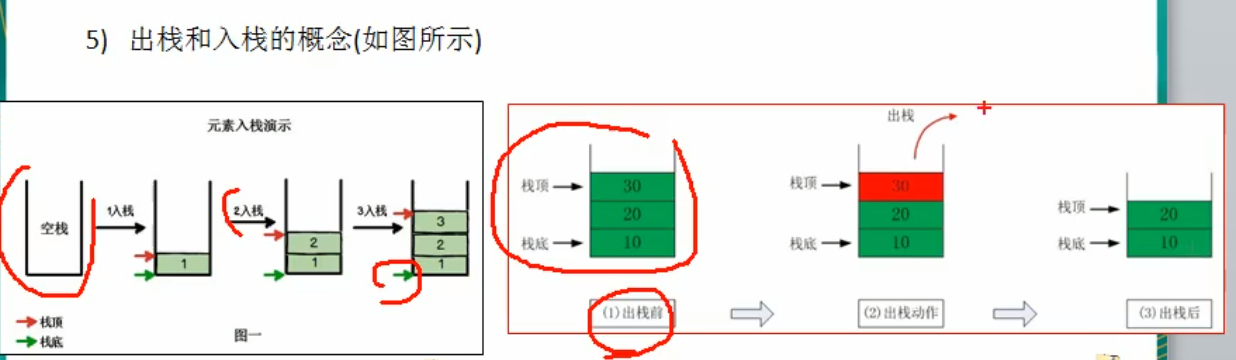 5) 出栈和入栈的概念(如图所示)
元素入栈演示
空栈
1入栈
1
2入栈
2
1
3入栈
3
2
1
栈顶
栈底
图一
栈顶
30
20
栈底
10
(1)出栈前
出栈
栈顶
30
20
栈底
10
(2)出栈动作
栈顶
20
栈底
10
(3)出栈后